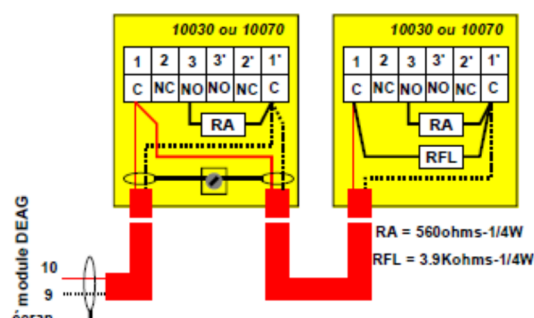 10030 ou 10070
1 2 3 3' 2' 1'
C NC NO NO NC C
RA
10030 ou 10070
1 2 3 3' 2' 1'
C NC NO NO NC C
RA
RFL
RA = 560ohms-1/4W
RFL = 3.9Kohms-1/4W
module DEAG
10
9